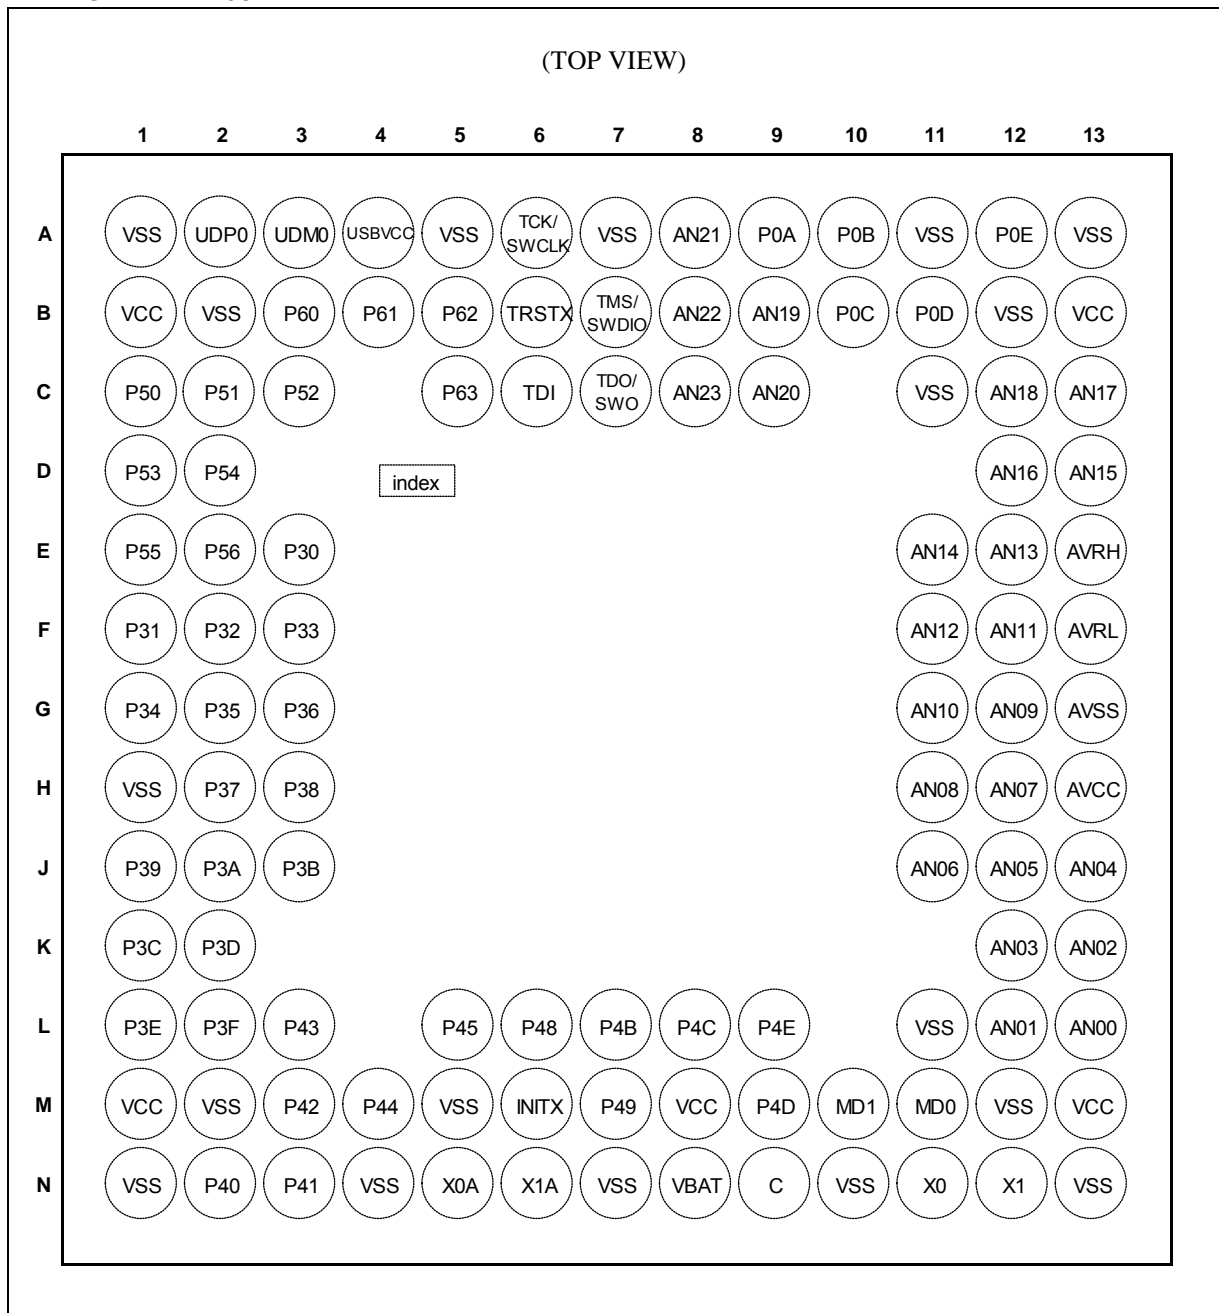 (TOP VIEW)
1 2 3 4 5 6 7 8 9 10 11 12 13
A VSS UDP0 UDM0 USBVCC VSS TCK/SWCLK VSS AN21 P0A P0B VSS P0E VSS
B VCC VSS P60 P61 P62 TRSTX TMS/SWDIO AN22 AN19 P0C P0D VSS VCC
C P50 P51 P52 P63 TDI TDO/SWO AN23 AN20 VSS AN18 AN17
D P53 P54 index AN16 AN15
E P55 P56 P30 AN14 AN13 AVRH
F P31 P32 P33 AN12 AN11 AVRL
G P34 P35 P36 AN10 AN09 AVSS
H VSS P37 P38 AN08 AN07 AVCC
J P39 P3A P3B AN06 AN05 AN04
K P3C P3D AN03 AN02
L P3E P3F P43 P45 P48 P4B P4C P4E VSS AN01 AN00
M VCC VSS P42 P44 VSS INITX P49 VCC P4D MD1 MD0 VSS VCC
N VSS P40 P41 VSS X0A X1A VSS VBAT C VSS X0 X1 VSS